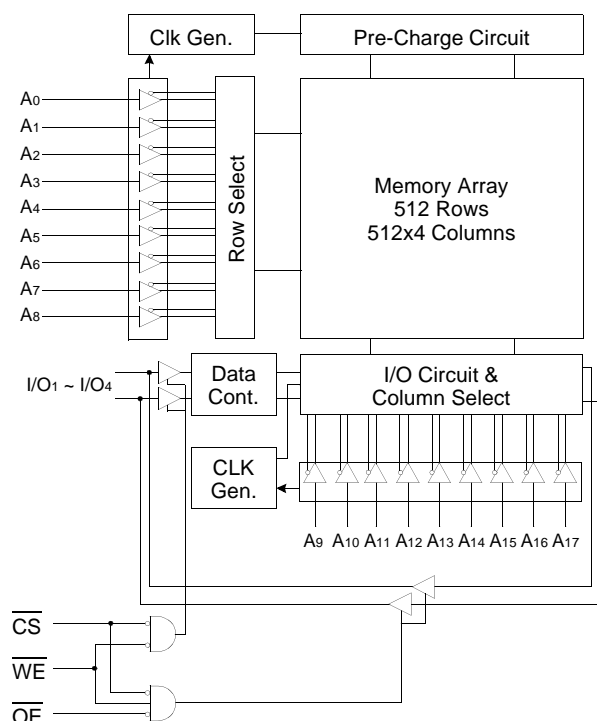 Clk Gen.
Pre-Charge Circuit
A0
A1
A2
A3
A4
A5
A6
A7
A8
Row Select
Memory Array
512 Rows
512x4 Columns
I/O1 ~ I/O4
Data
Cont.
I/O Circuit &
Column Select
CLK
Gen.
A9 A10 A11 A12 A13 A14 A15 A16 A17
CS
WE
OE